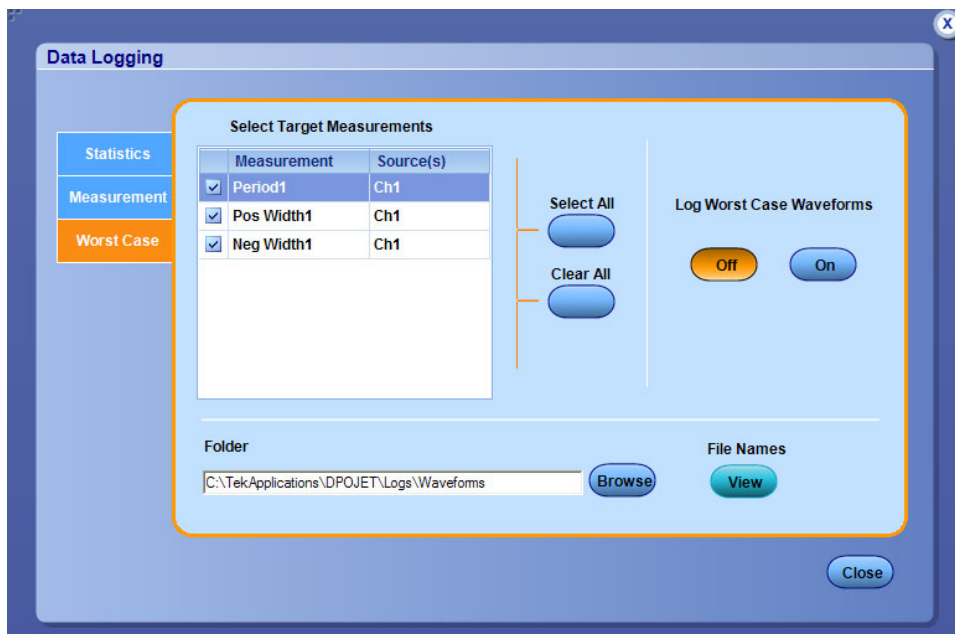 X
Data Logging
Statistics
Measurement
Worst Case
Select Target Measurements
Measurement Source(s)
Period1 Ch1
Pos Width1 Ch1
Neg Width1 Ch1
Select All
Clear All
Log Worst Case Waveforms
Off On
Folder
C:\TekApplications\DPOJET\Logs\Waveforms
Browse
File Names
View
Close